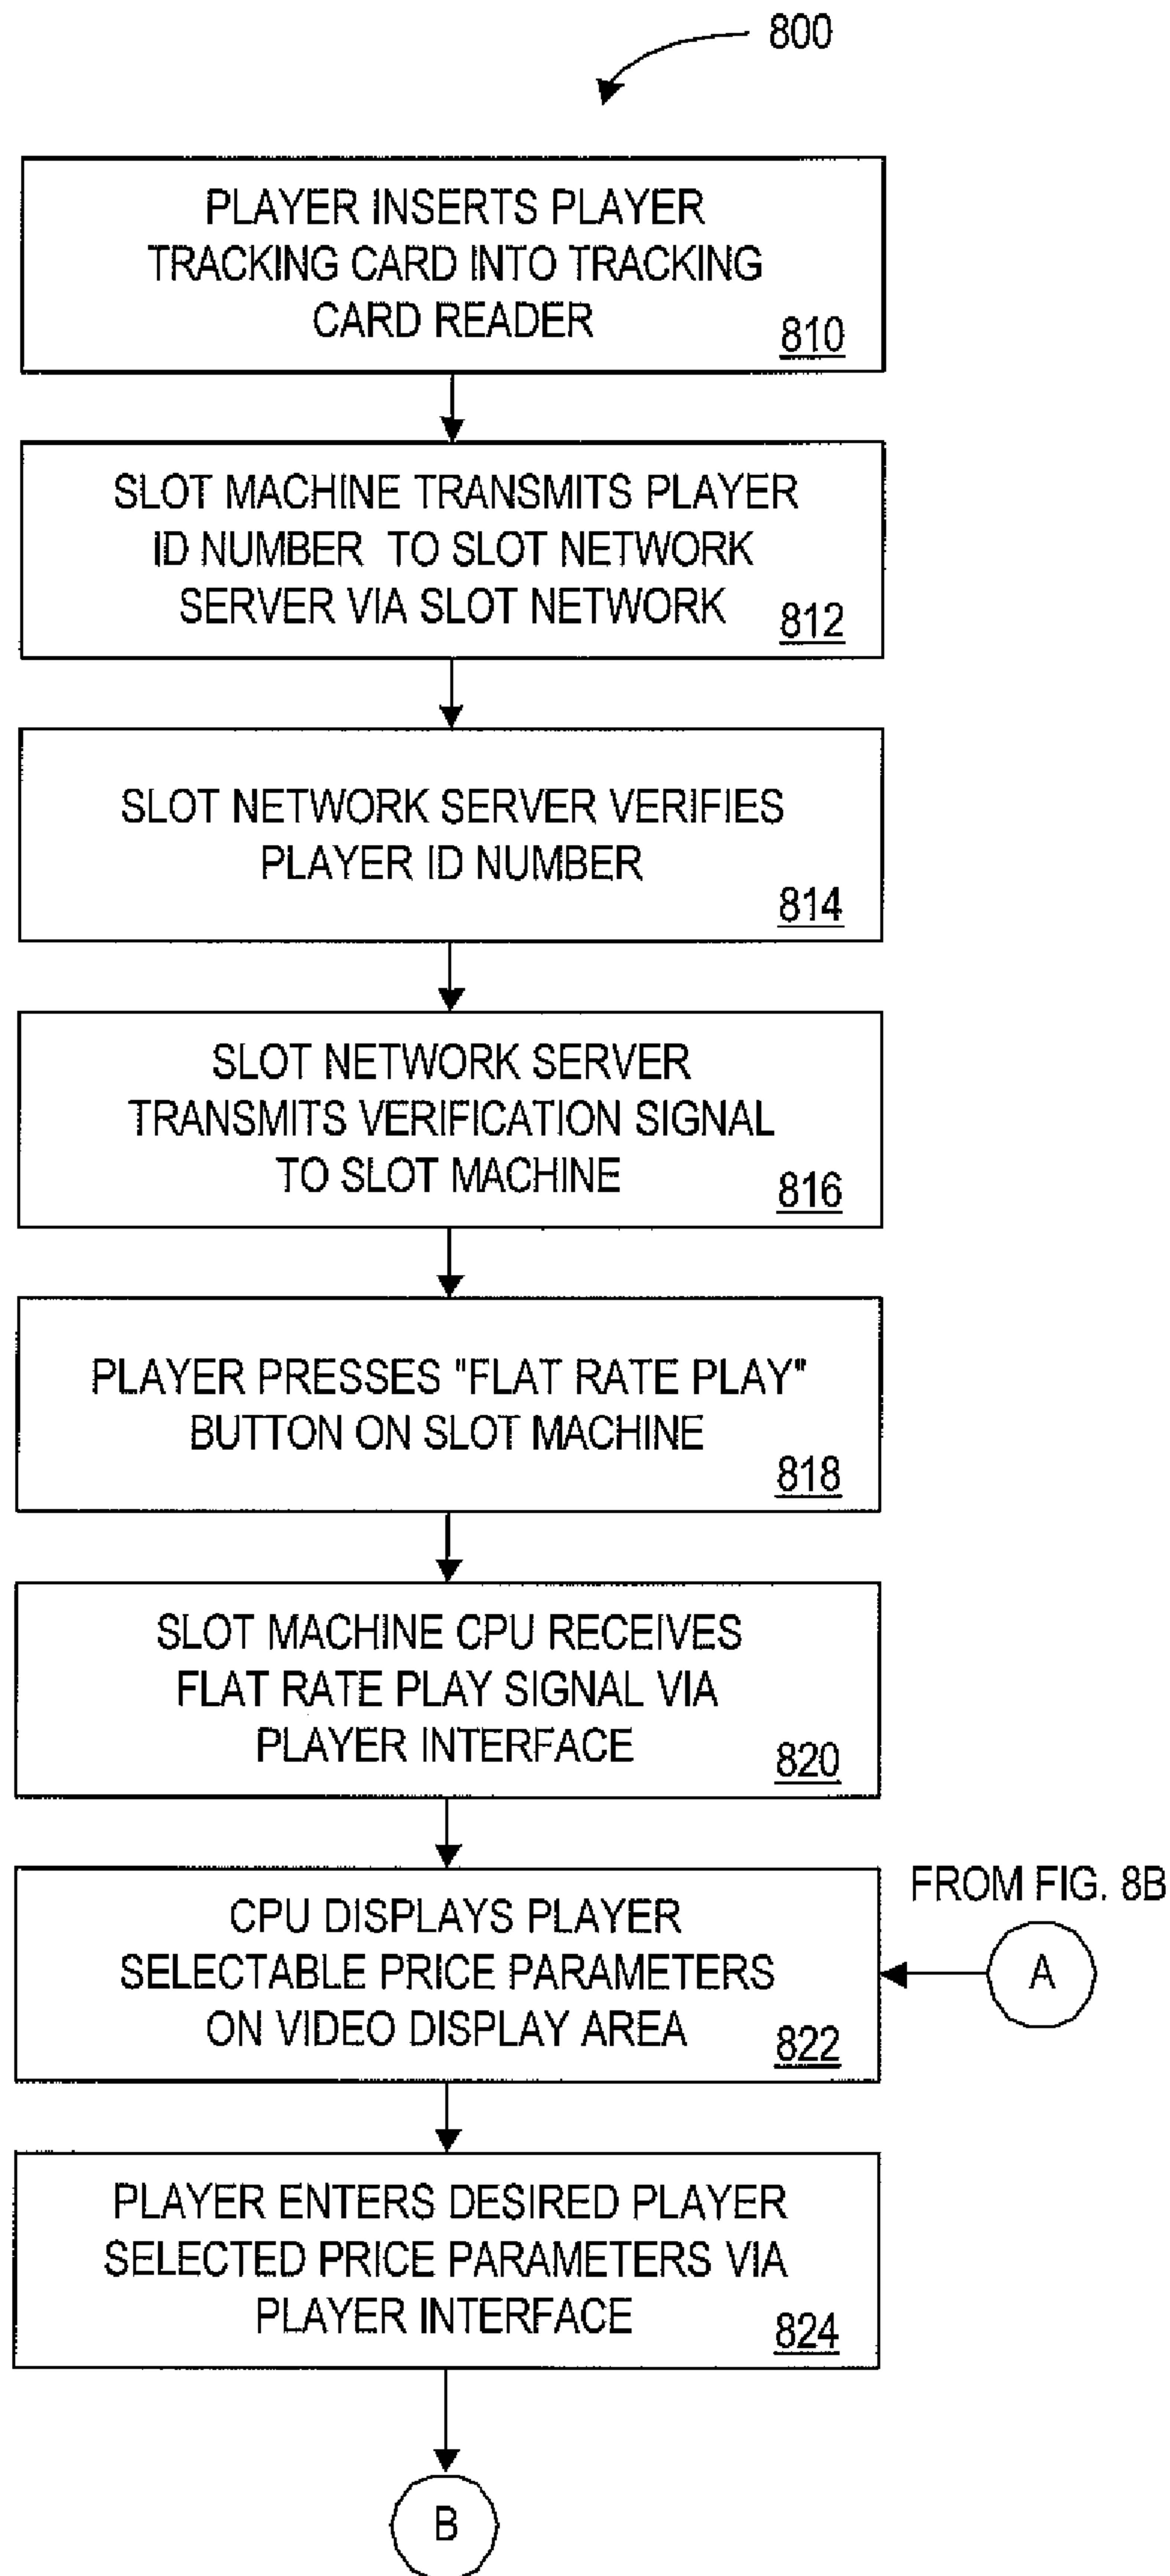 800
PLAYER INSERTS PLAYER
TRACKING CARD INTO TRACKING
CARD READER
810
SLOT MACHINE TRANSMITS PLAYER
ID NUMBER TO SLOT NETWORK
SERVER VIA SLOT NETWORK
812
SLOT NETWORK SERVER VERIFIES
PLAYER ID NUMBER
814
SLOT NETWORK SERVER
TRANSMITS VERIFICATION SIGNAL
TO SLOT MACHINE
816
PLAYER PRESSES "FLAT RATE PLAY"
BUTTON ON SLOT MACHINE
818
SLOT MACHINE CPU RECEIVES
FLAT RATE PLAY SIGNAL VIA
PLAYER INTERFACE
820
CPU DISPLAYS PLAYER
SELECTABLE PRICE PARAMETERS
ON VIDEO DISPLAY AREA
822
FROM FIG. 8B
A
PLAYER ENTERS DESIRED PLAYER
SELECTED PRICE PARAMETERS VIA
PLAYER INTERFACE
824
B